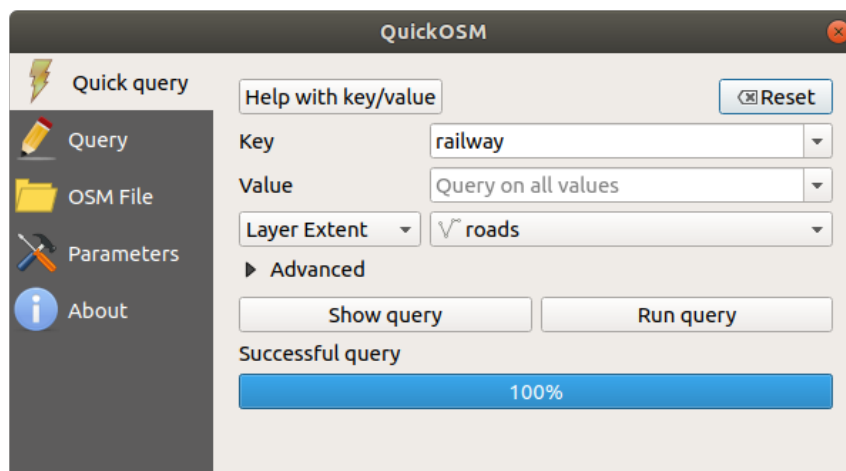 QuickOSM
Quick query
Query
OSM File
Parameters
About
Help with key/value
Reset
Key
railway
Value
Query on all values
Layer Extent
roads
Advanced
Show query
Run query
Successful query
100%